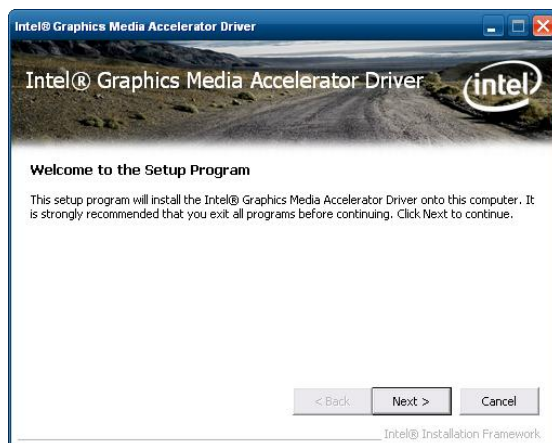 Intel® Graphics Media Accelerator Driver
Intel® Graphics Media Accelerator Driver
intel
Welcome to the Setup Program
This setup program will install the Intel® Graphics Media Accelerator Driver onto this computer. It
is strongly recommended that you exit all programs before continuing. Click Next to continue.
< Back Next > Cancel
Intel® Installation Framework